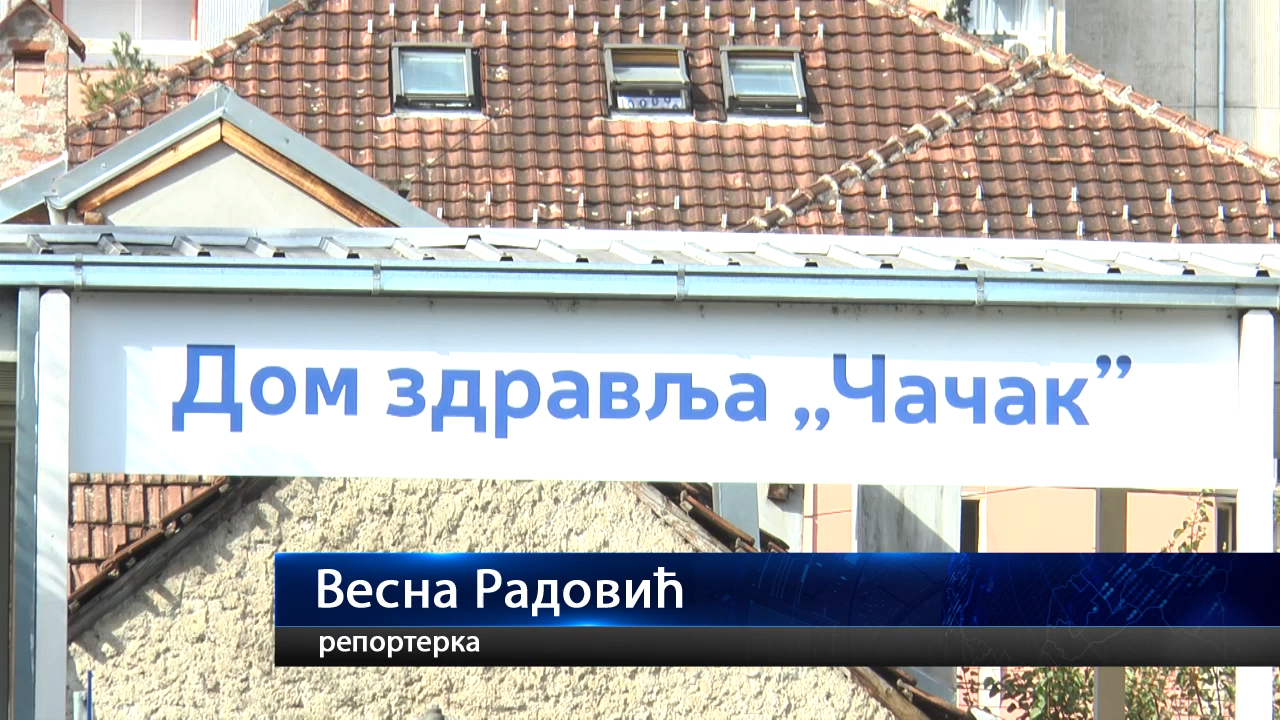 Дом здравља „Чачак”
Весна Радовић
репортерка